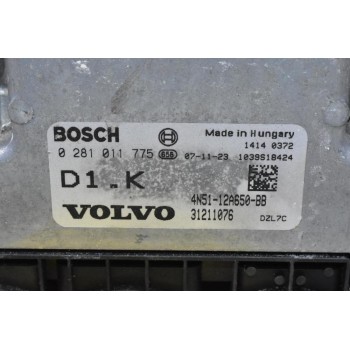 BOSCH Made in Hungary
1414 0372
0 281 011 775 656 07-11-23 1039S18424
D1.K
VOLVO 4N51-12A650-BB
31211076 DZL7C